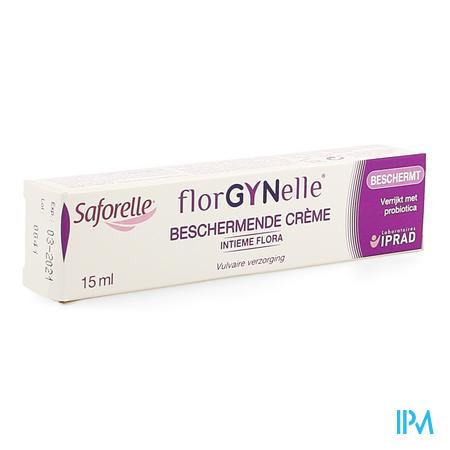 Exp: 03-2021
Lot: 0041
Saforelle®
15 ml
florGYNelle®
BESCHERMENDE CRÈME
INTIEME FLORA
Vulvaire verzorging
BESCHERMT
Verrijkt met
probiotica
Laboratoires
IPRAD
IPM